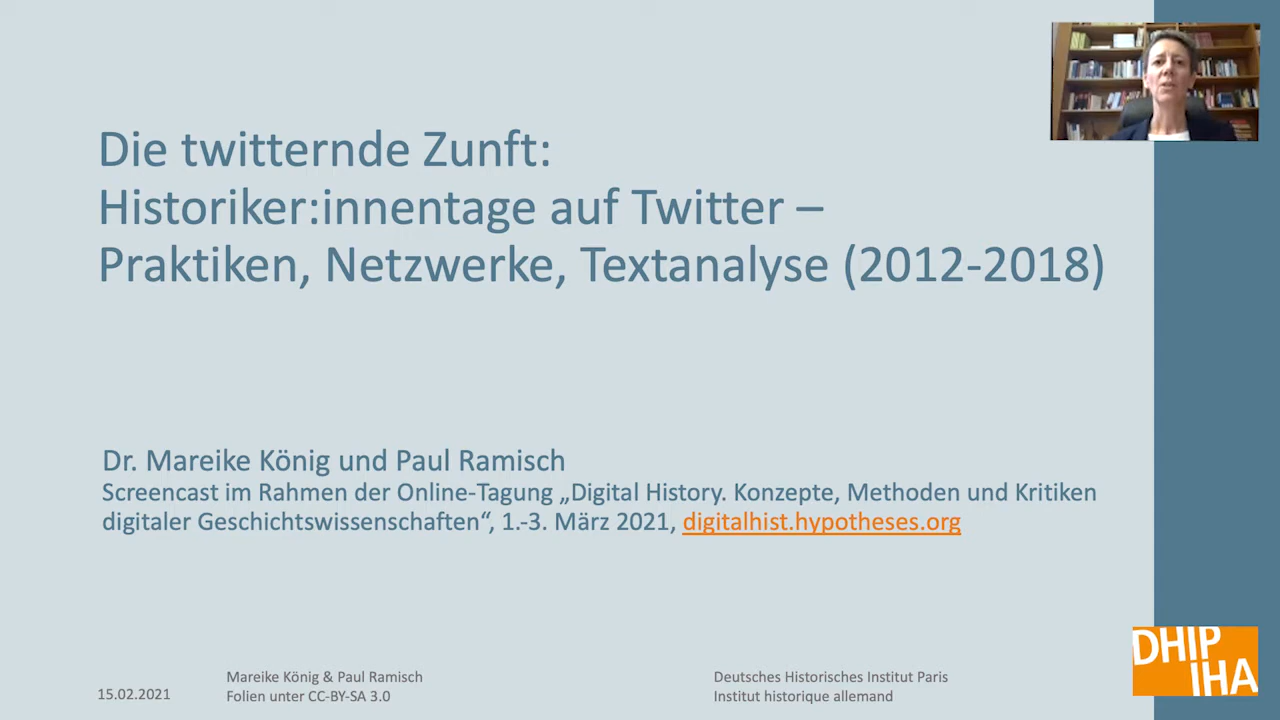 Die twitternde Zunft:
Historiker:innentage auf Twitter –
Praktiken, Netzwerke, Textanalyse (2012-2018)
Dr. Mareike König und Paul Ramisch
Screencast im Rahmen der Online-Tagung „Digital History. Konzepte, Methoden und Kritiken
digitaler Geschichtswissenschaften“, 1.-3. März 2021, digitalhist.hypotheses.org
15.02.2021
Mareike König & Paul Ramisch
Folien unter CC-BY-SA 3.0
Deutsches Historisches Institut Paris
Institut historique allemand
DHIP
IHA